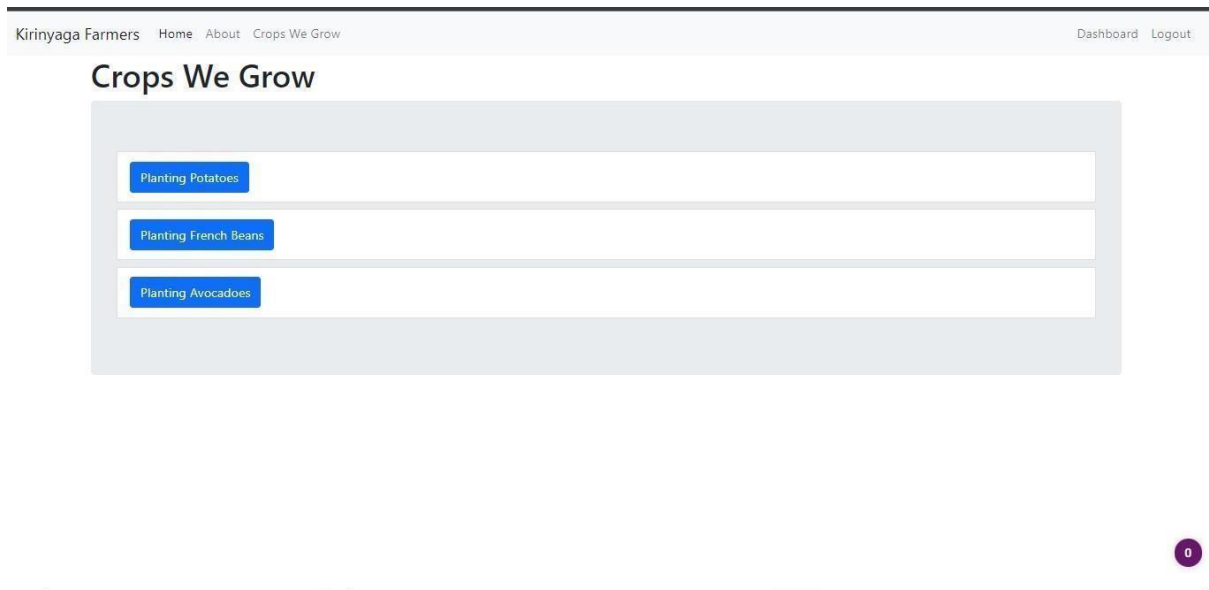 Kirinyaga Farmers Home About Crops We Grow Dashboard Logout
Crops We Grow
Planting Potatoes
Planting French Beans
Planting Avocadoes
0